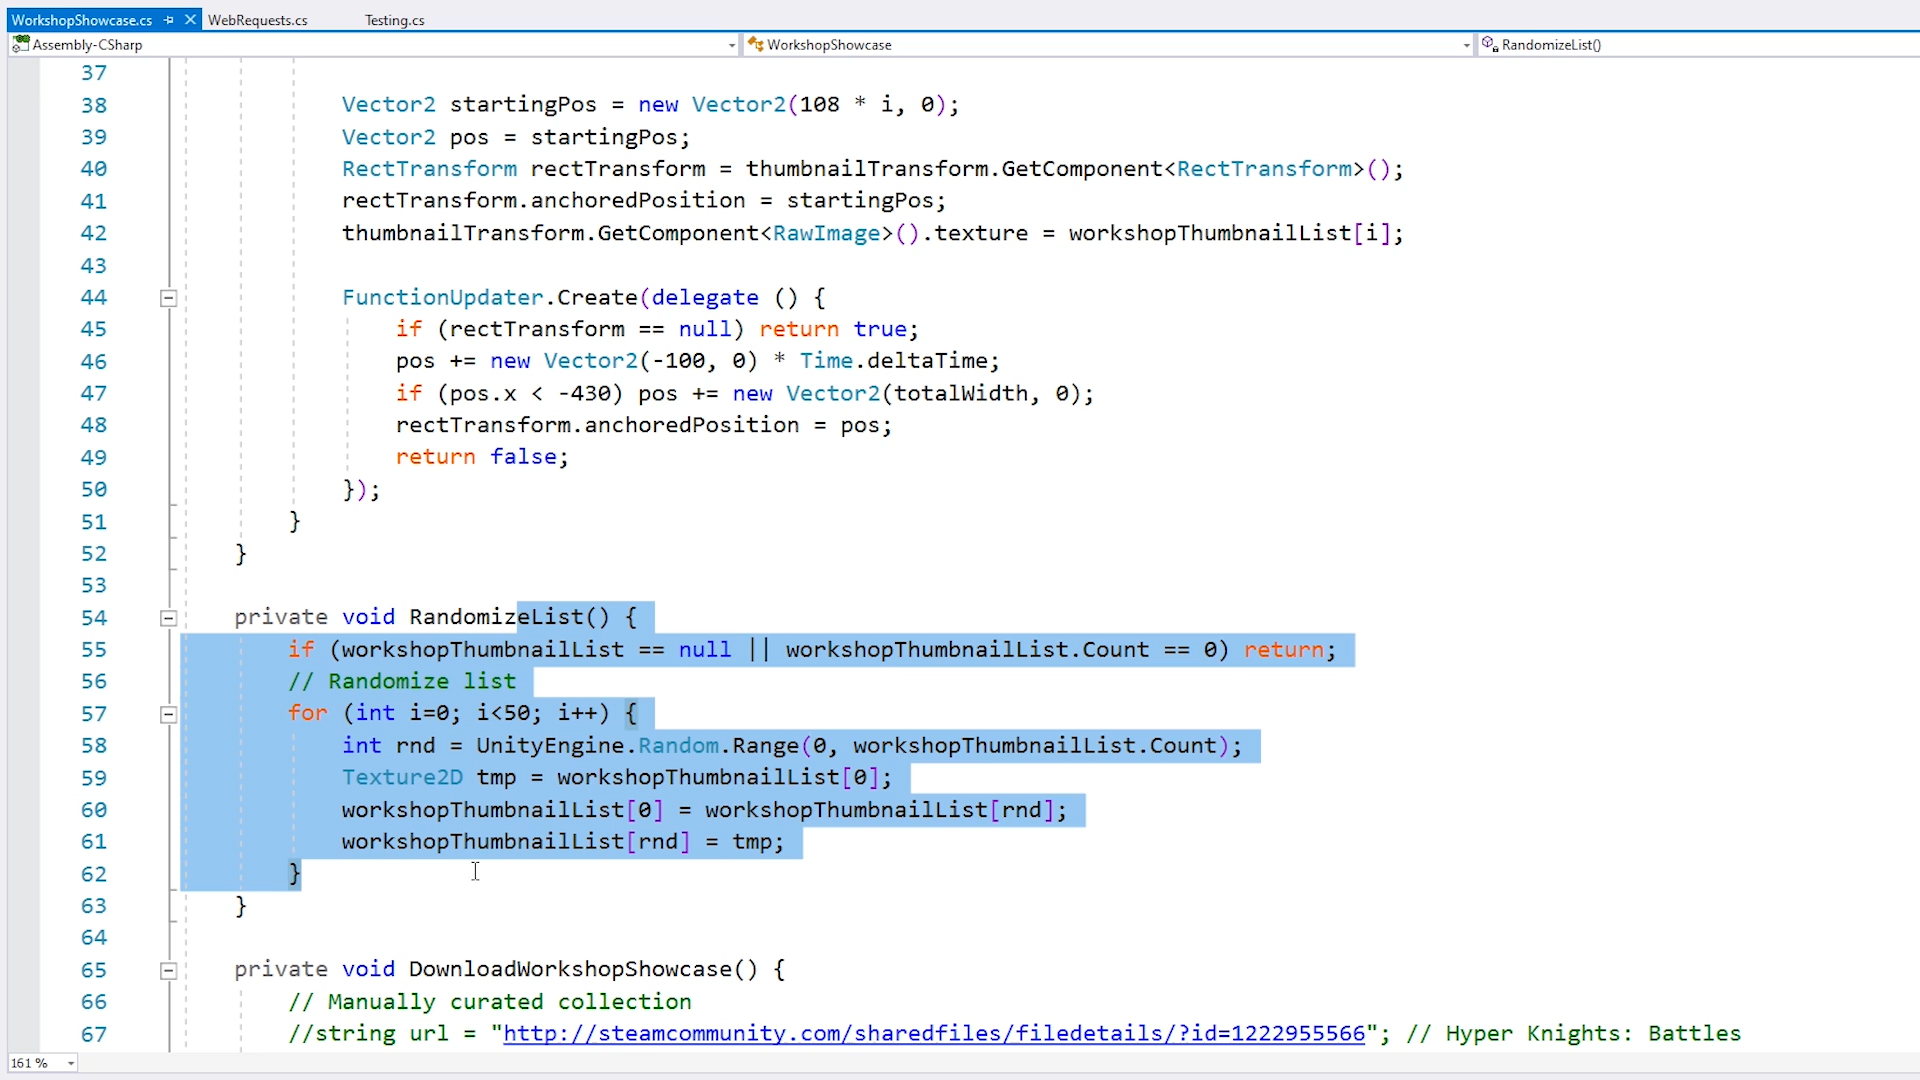 WorkshopShowcase.cs WebRequests.cs Testing.cs
Assembly-CSharp WorkshopShowcase RandomizeList()
37
38 Vector2 startingPos = new Vector2(108 * i, 0);
39 Vector2 pos = startingPos;
40 RectTransform rectTransform = thumbnailTransform.GetComponent<RectTransform>();
41 rectTransform.anchoredPosition = startingPos;
42 thumbnailTransform.GetComponent<RawImage>().texture = workshopThumbnailList[i];
43
44 FunctionUpdater.Create(delegate () {
45 if (rectTransform == null) return true;
46 pos += new Vector2(-100, 0) * Time.deltaTime;
47 if (pos.x < -430) pos += new Vector2(totalWidth, 0);
48 rectTransform.anchoredPosition = pos;
49 return false;
50 });
51 }
52 }
53
54 private void RandomizeList() {
55 if (workshopThumbnailList == null || workshopThumbnailList.Count == 0) return;
56 // Randomize list
57 for (int i=0; i<50; i++) {
58 int rnd = UnityEngine.Random.Range(0, workshopThumbnailList.Count);
59 Texture2D tmp = workshopThumbnailList[0];
60 workshopThumbnailList[0] = workshopThumbnailList[rnd];
61 workshopThumbnailList[rnd] = tmp;
62 }
63 }
64
65 private void DownloadWorkshopShowcase() {
66 // Manually curated collection
67 //string url = "http://steamcommunity.com/sharedfiles/filedetails/?id=1222955566"; // Hyper Knights: Battles
161 %